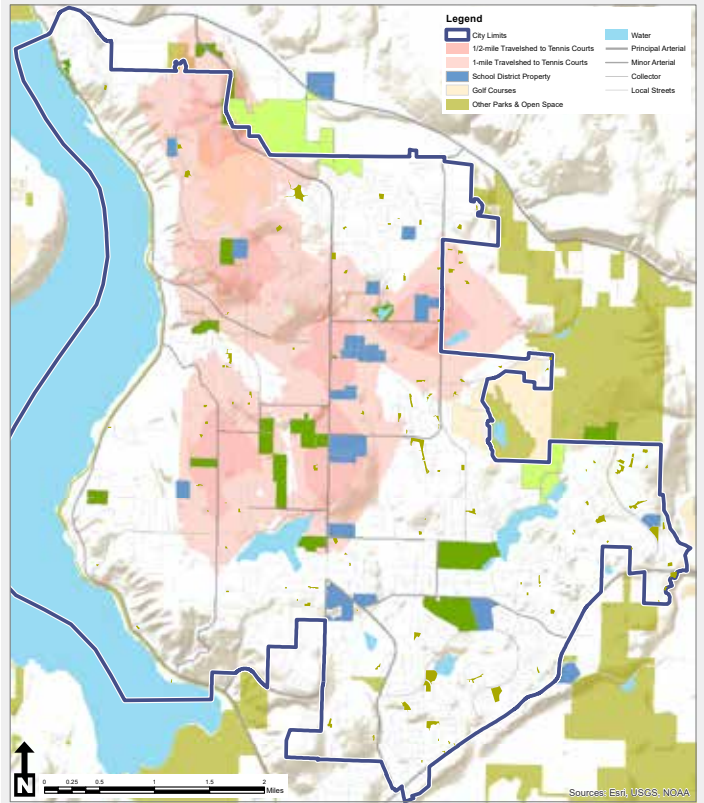 Legend
City Limits
1/2-mile Travelshed to Tennis Courts
1-mile Travelshed to Tennis Courts
School District Property
Golf Courses
Other Parks & Open Space
Water
Principal Arterial
Minor Arterial
Collector
Local Streets
N
0 0.25 0.5 1 1.5 2
Miles
Sources: Esri, USGS, NOAA